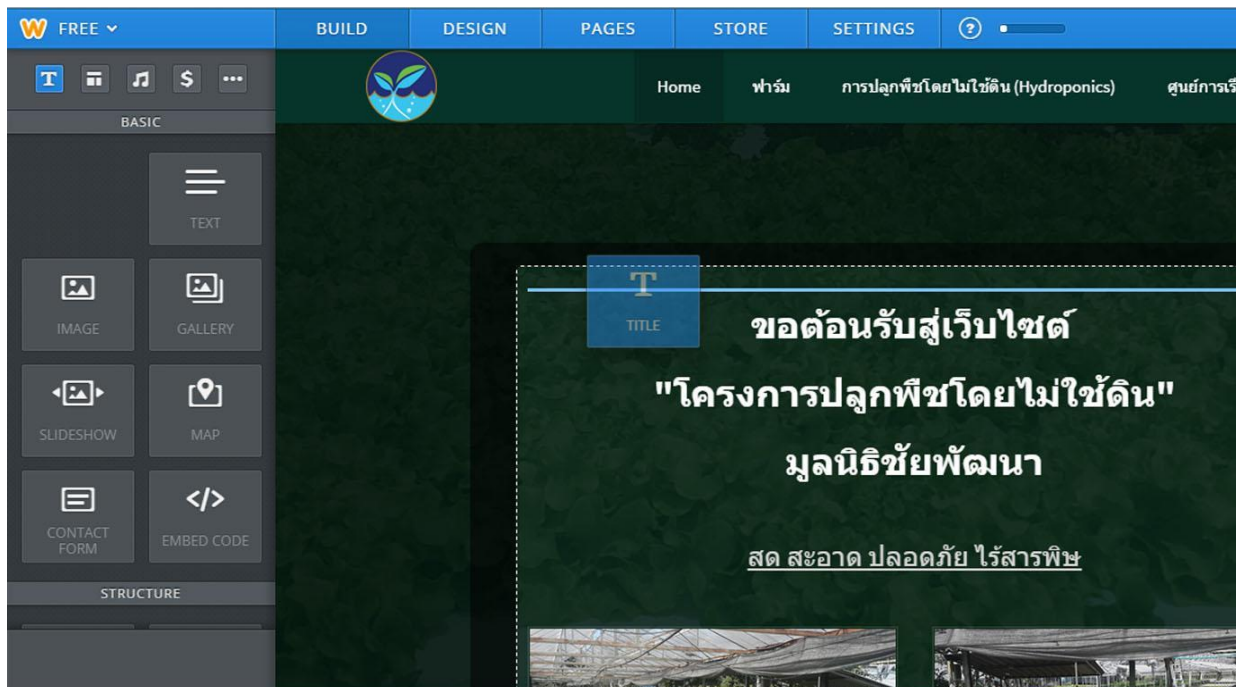 W FREE
BUILD DESIGN PAGES STORE SETTINGS ?
T $
BASIC
TEXT
IMAGE GALLERY
SLIDESHOW MAP
CONTACT FORM
</> EMBED CODE
STRUCTURE
Home ฟาร์ม การปลูกพืชโดยไม่ใช้ดิน (Hydroponics)
T
TITLE
ขอต้อนรับสู่เว็บไซต์
"โครงการปลูกพืชโดยไม่ใช้ดิน"
มูลนิธิชัยพัฒนา
สด สะอาด ปลอดภัย ไร้สารพิษ